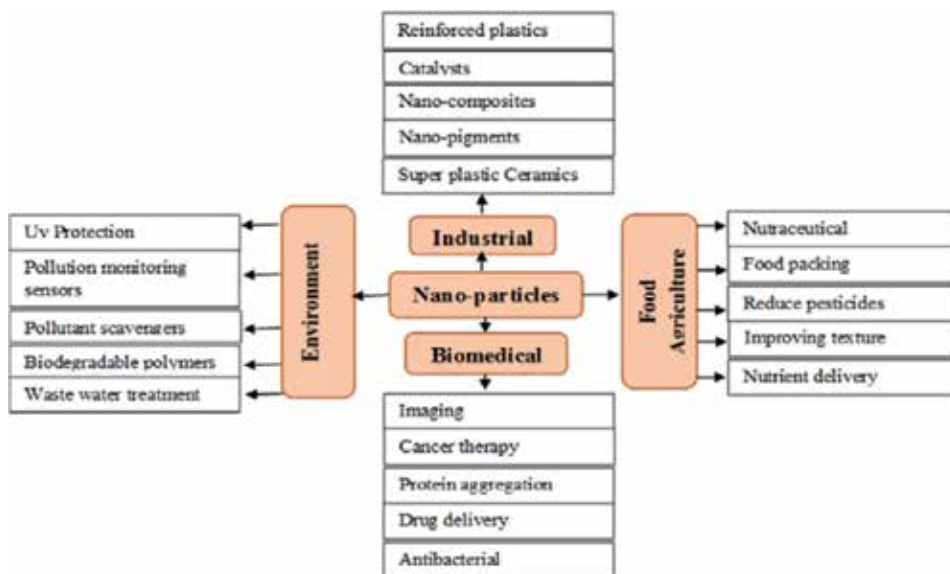 Reinforced plastics
Catalysts
Nano-composites
Nano-pigments
Super plastic Ceramics
Industrial
Nano-particles
Biomedical
Environment
Uv Protection
Pollution monitoring
sensors
Pollutant scavengers
Biodegradable polymers
Waste water treatment
Food
Agriculture
Nutraceutical
Food packing
Reduce pesticides
Improving texture
Nutrient delivery
Imaging
Cancer therapy
Protein aggregation
Drug delivery
Antibacterial